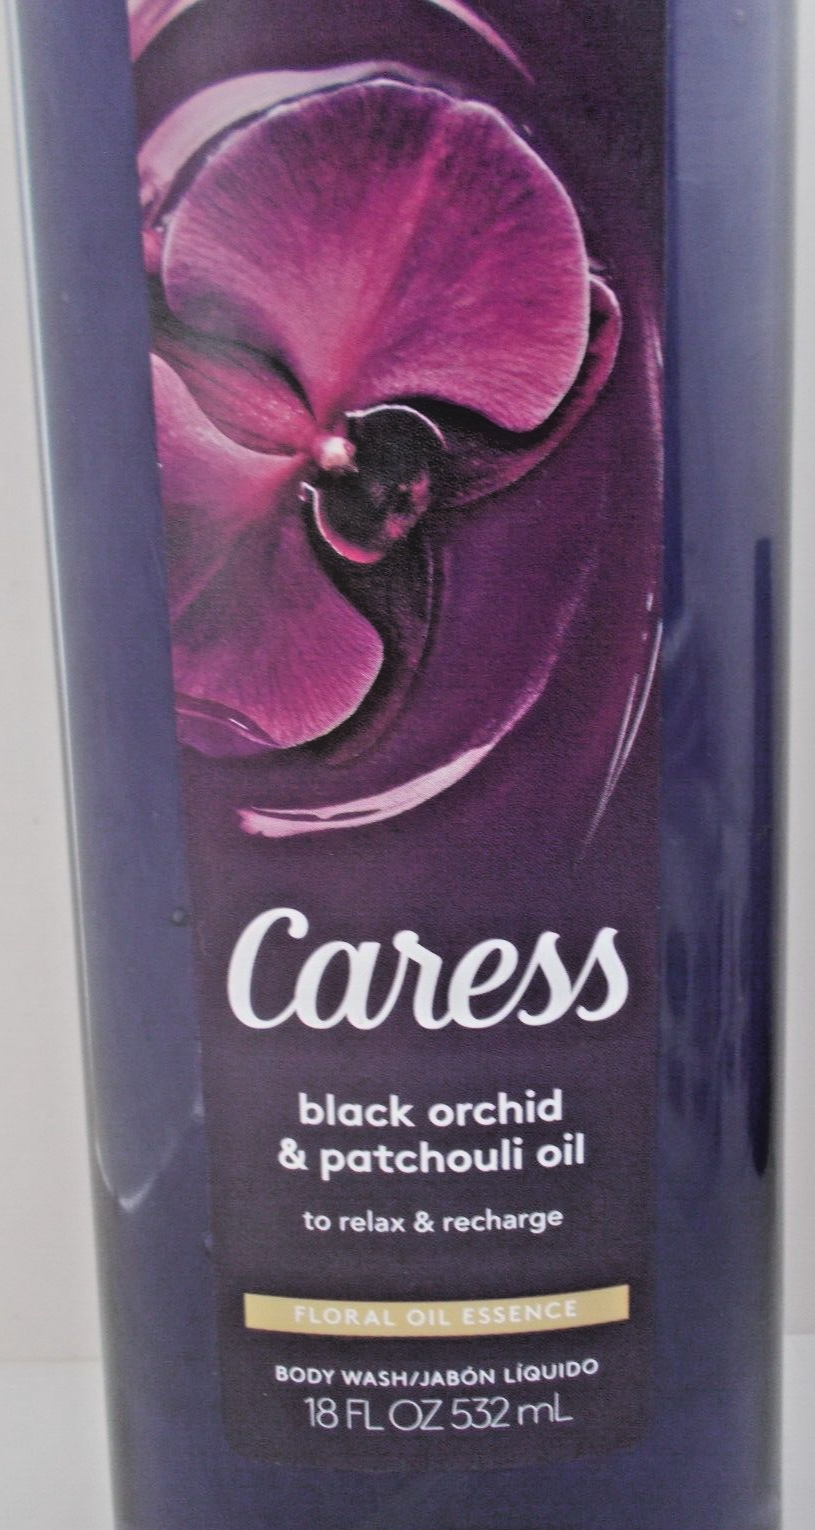 Caress
black orchid
& patchouli oil
to relax & recharge
FLORAL OIL ESSENCE
BODY WASH/JABÓN LÍQUIDO
18 FL OZ 532 mL